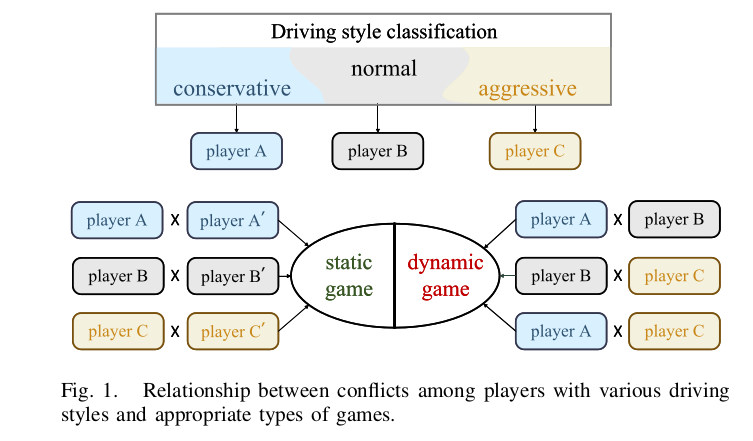 Driving style classification
conservative
normal
aggressive
player A
player B
player C
player A X player A′
player A X player B
player B X player B′
static game
dynamic game
player B X player C
player C X player C′
player A X player C
Fig. 1. Relationship between conflicts among players with various driving
styles and appropriate types of games.